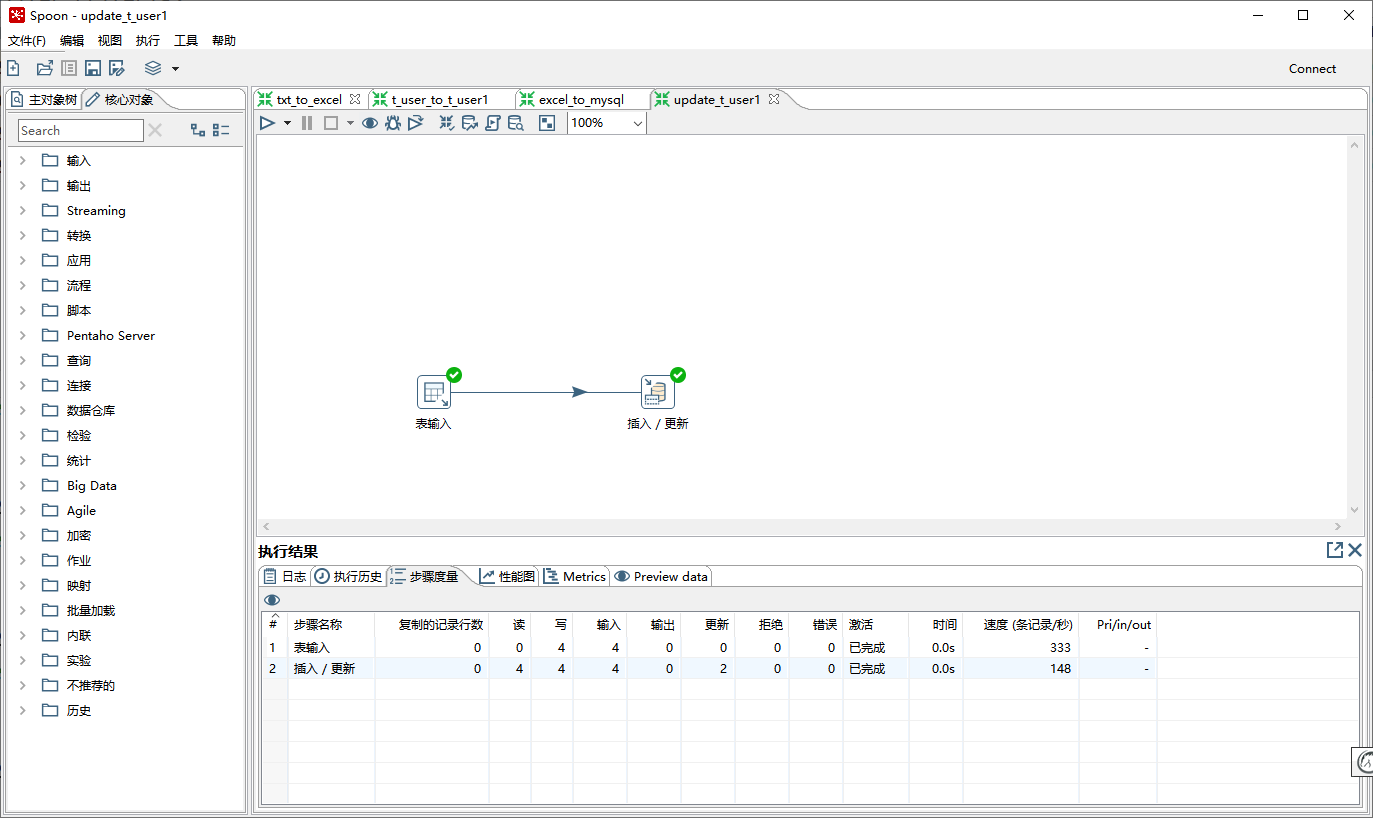 Spoon - update_t_user1
文件(F) 编辑 视图 执行 工具 帮助
Connect
主对象树 核心对象
txt_to_excel t_user_to_t_user1 excel_to_mysql update_t_user1
Search
100%
输入
输出
Streaming
转换
应用
流程
脚本
Pentaho Server
查询
连接
数据仓库
检验
统计
Big Data
Agile
加密
作业
映射
批量加载
内联
实验
不推荐的
历史
表输入 插入 / 更新
执行结果
日志 执行历史 步骤度量 性能图 Metrics Preview data
# 步骤名称 复制的记录行数 读 写 输入 输出 更新 拒绝 错误 激活 时间 速度 (条记录/秒) Pri/in/out
1 表输入 0 0 4 4 0 0 0 0 已完成 0.0s 333 -
2 插入 / 更新 0 4 4 4 0 2 0 0 已完成 0.0s 148 -